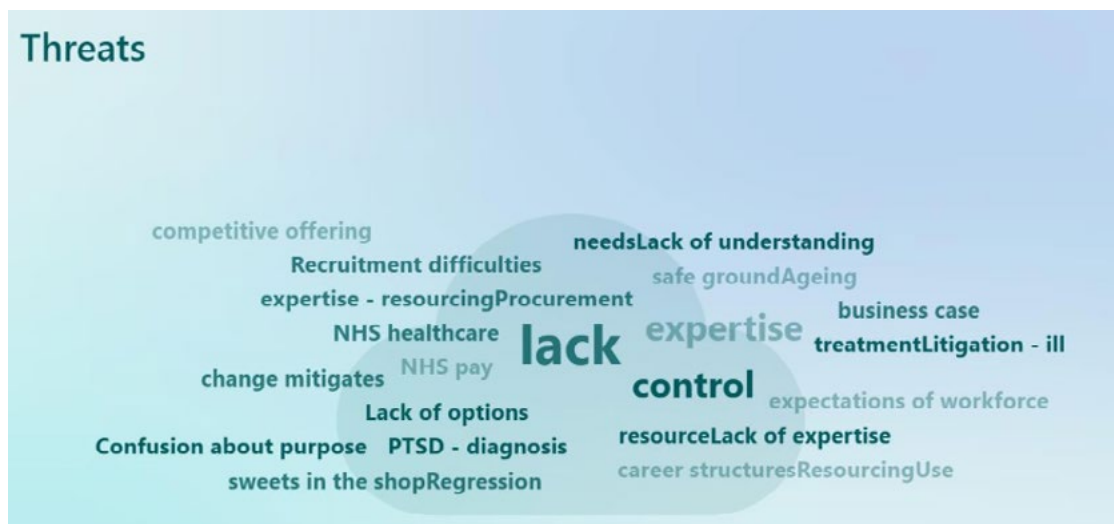 Threats
competitive offering
needsLack of understanding
Recruitment difficulties
safe groundAgeing
expertise - resourcingProcurement
business case
NHS healthcare
lack
expertise
treatmentLitigation - ill
NHS pay
change mitigates
control
expectations of workforce
Lack of options
resourceLack of expertise
Confusion about purpose
PTSD - diagnosis
career structuresResourcingUse
sweets in the shopRegression